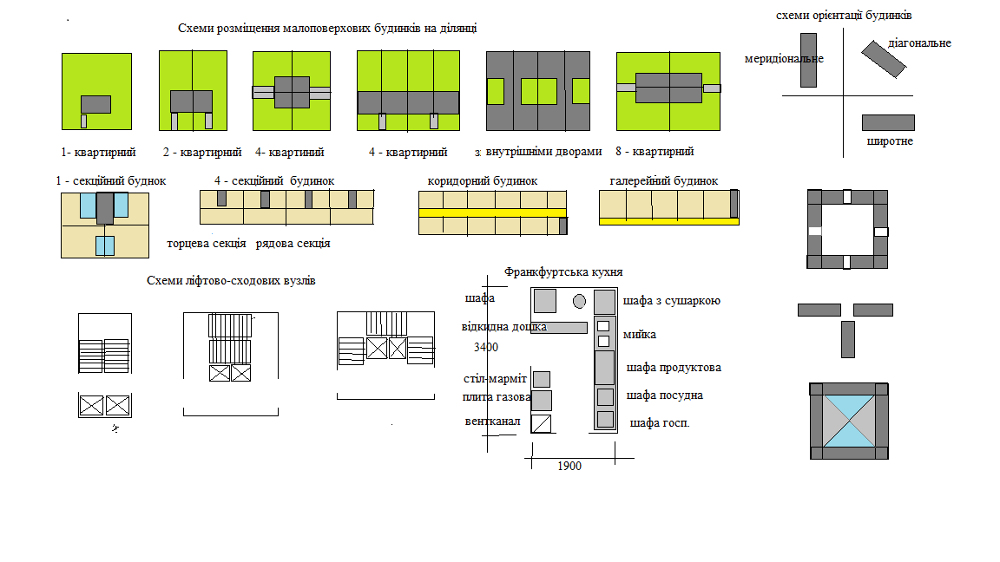 схеми орієнтації будинків
Схеми розміщення малоповерхових будинків на ділянці
діагональне
меридіональне
широтне
1- квартирний
2 - квартирний
4- квартиний
4 - квартирний
з внутрішніми дворами
8 - квартирний
1 - секційний буднок
4 - секційний будинок
коридорний будинок
галерейний будинок
торцева секція рядова секція
Франкфуртська кухня
Схеми ліфтово-сходових вузлів
шафа
шафа з сушаркою
відкидна дошка
мийка
3400
шафа продуктова
стіл-марміт
плита газова
шафа посудна
вентканал
шафа госп.
1900